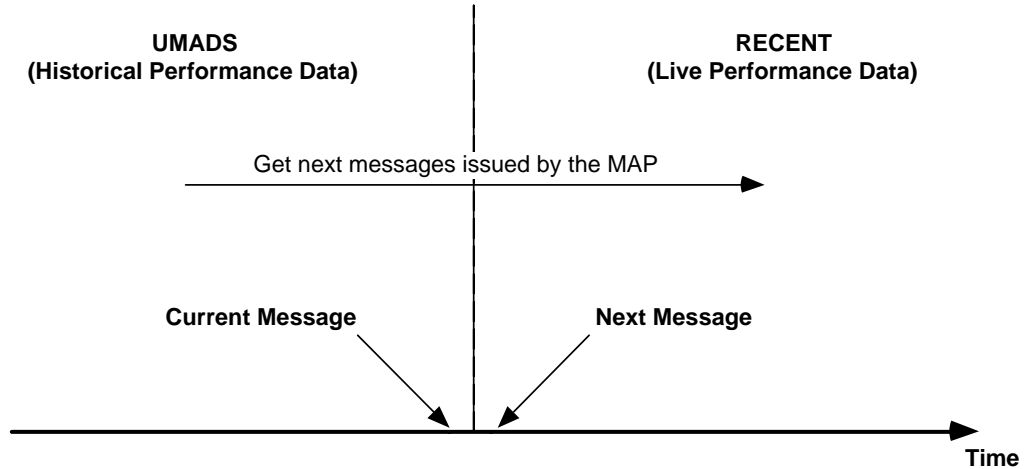 UMADS
(Historical Performance Data)
RECENT
(Live Performance Data)
Get next messages issued by the MAP
Current Message
Next Message
Time